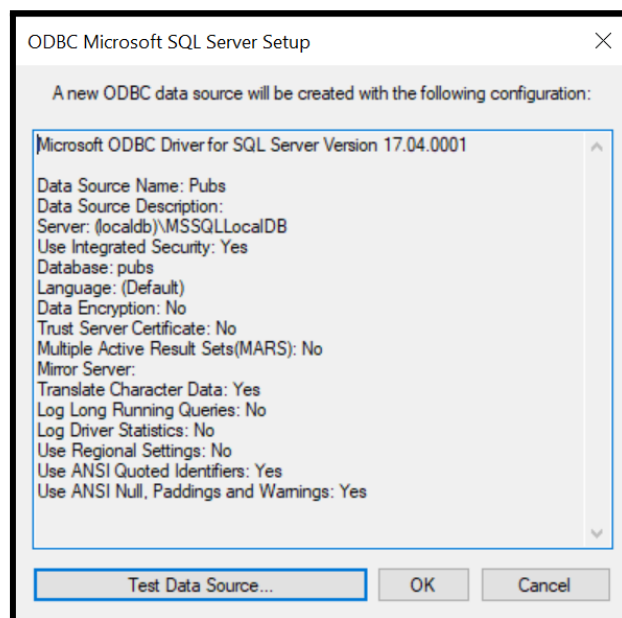 ODBC Microsoft SQL Server Setup
A new ODBC data source will be created with the following configuration:
Microsoft ODBC Driver for SQL Server Version 17.04.0001
Data Source Name: Pubs
Data Source Description:
Server: (localdb)\MSSQLLocalDB
Use Integrated Security: Yes
Database: pubs
Language: (Default)
Data Encryption: No
Trust Server Certificate: No
Multiple Active Result Sets(MARS): No
Mirror Server:
Translate Character Data: Yes
Log Long Running Queries: No
Log Driver Statistics: No
Use Regional Settings: No
Use ANSI Quoted Identifiers: Yes
Use ANSI Null, Paddings and Warnings: Yes
Test Data Source...
OK
Cancel